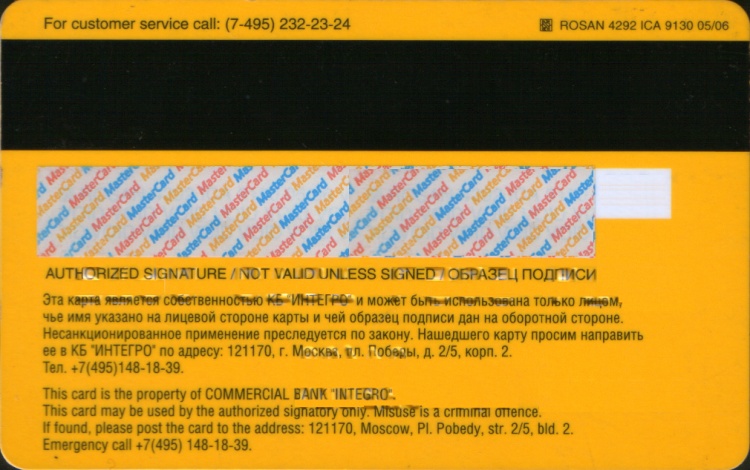 For customer service call: (7-495) 232-23-24
ROSAN 4292 ICA 9130 05/06
MasterCard MasterCard MasterCard MasterCard
AUTHORIZED SIGNATURE / NOT VALID UNLESS SIGNED / ОБРАЗЕЦ ПОДПИСИ
Эта карта является собственностью КБ "ИНТЕГРО" и может быть использована только лицом,
чье имя указано на лицевой стороне карты и чей образец подписи дан на оборотной стороне.
Несанкционированное применение преследуется по закону. Нашедшего карту просим направить
ее в КБ "ИНТЕГРО" по адресу: 121170, г. Москва, пл. Победы, д. 2/5, корп. 2.
Тел. +7(495)148-18-39.
This card is the property of COMMERCIAL BANK "INTEGRO".
This card may be used by the authorized signatory only. Misuse is a criminal offence.
If found, please post the card to the address: 121170, Moscow, Pl. Pobedy, str. 2/5, bld. 2.
Emergency call +7(495) 148-18-39.